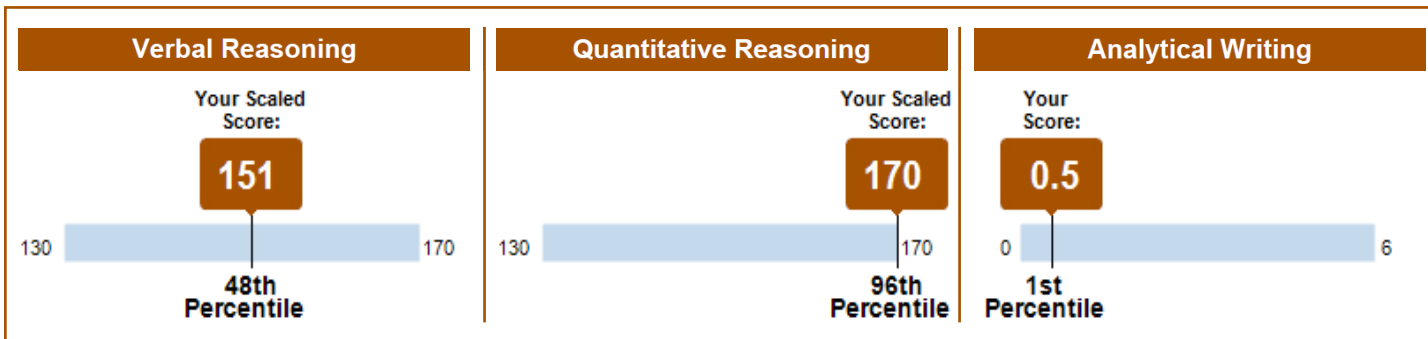 Verbal Reasoning
Your Scaled
Score:
151
130
170
48th
Percentile
Quantitative Reasoning
Your Scaled
Score:
170
130
170
96th
Percentile
Analytical Writing
Your
Score:
0.5
0
6
1st
Percentile